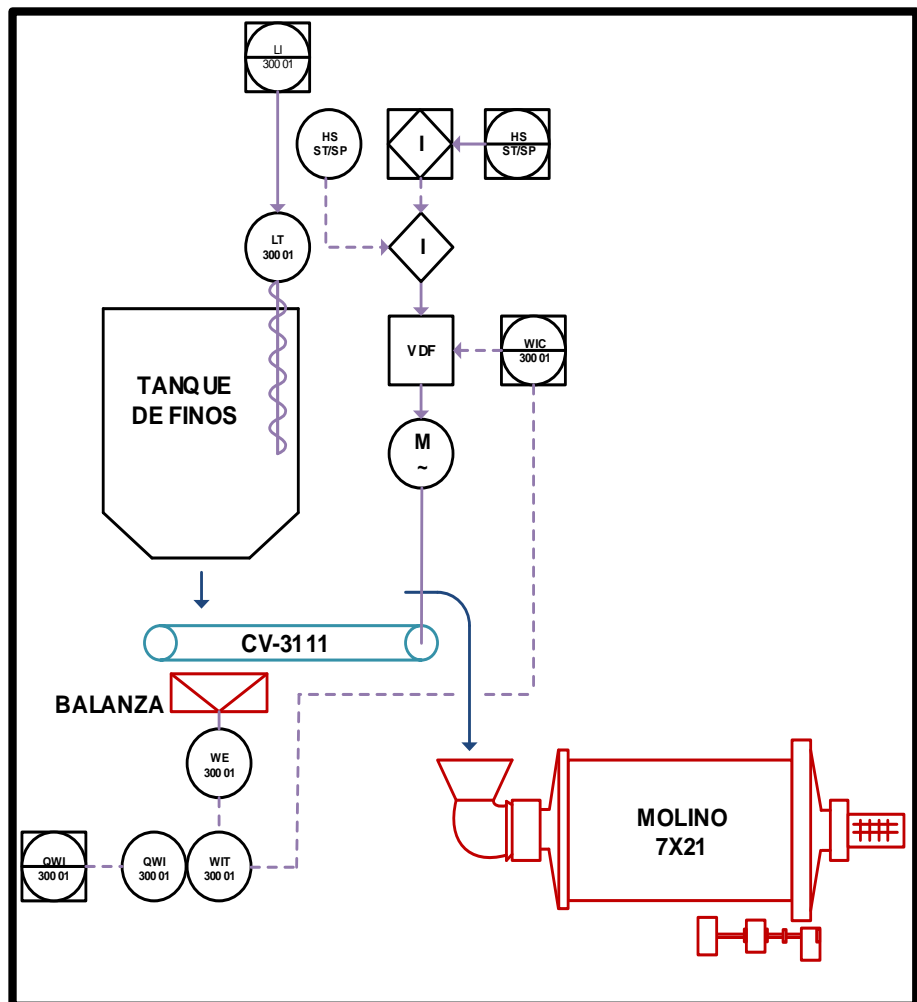 LI
300 01
HS
ST/SP
I
HS
ST/SP
LT
300 01
I
VDF
WIC
300 01
TANQUE
DE FINOS
M
~
CV-3111
BALANZA
WE
300 01
QWI
300 01
QWI
300 01
WIT
300 01
MOLINO
7X21